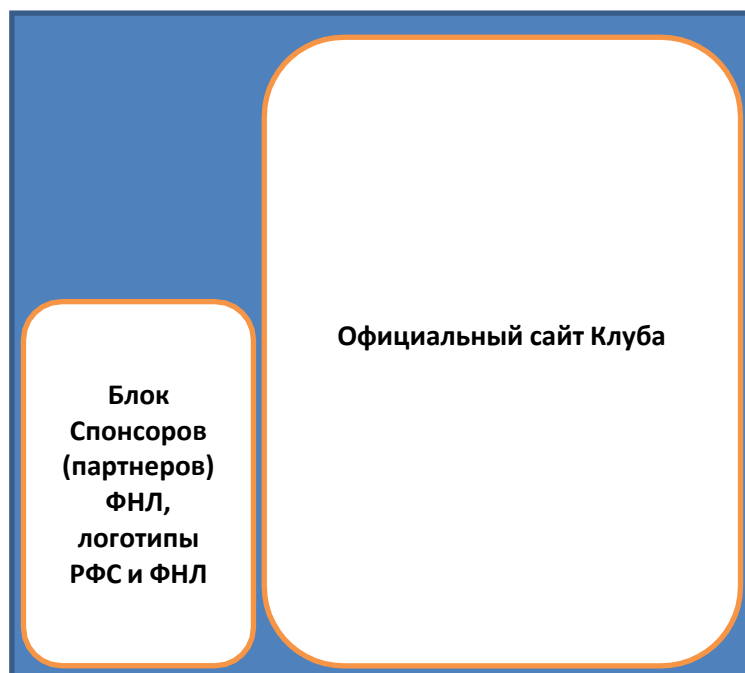 Официальный сайт Клуба
Блок
Спонсоров
(партнеров)
ФНЛ,
логотипы
РФС и ФНЛ